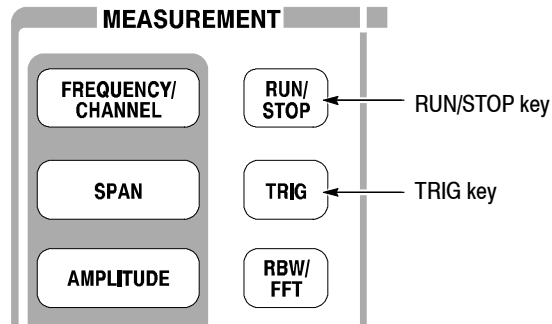 MEASUREMENT
FREQUENCY/
CHANNEL
RUN/
STOP
RUN/STOP key
SPAN
TRIG
TRIG key
AMPLITUDE
RBW/
FFT